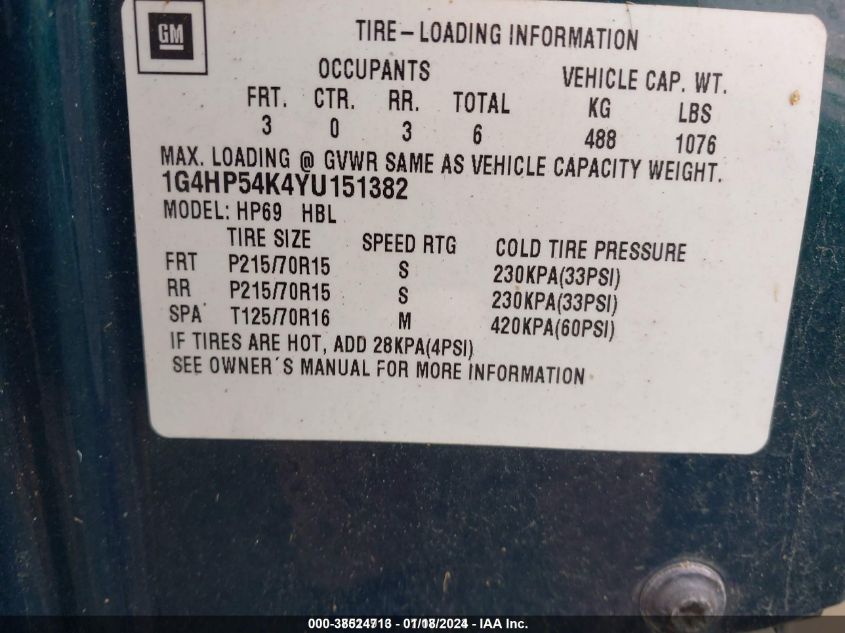 GM
TIRE-LOADING INFORMATION
OCCUPANTS VEHICLE CAP. WT.
FRT. CTR. RR. TOTAL KG LBS
3 0 3 6 488 1076
MAX. LOADING @ GVWR SAME AS VEHICLE CAPACITY WEIGHT.
1G4HP54K4YU151382
MODEL: HP69 HBL
TIRE SIZE SPEED RTG COLD TIRE PRESSURE
FRT P215/70R15 S 230KPA(33PSI)
RR P215/70R15 S 230KPA(33PSI)
SPA T125/70R16 M 420KPA(60PSI)
IF TIRES ARE HOT, ADD 28KPA(4PSI)
SEE OWNER´S MANUAL FOR MORE INFORMATION
IAA Inc.